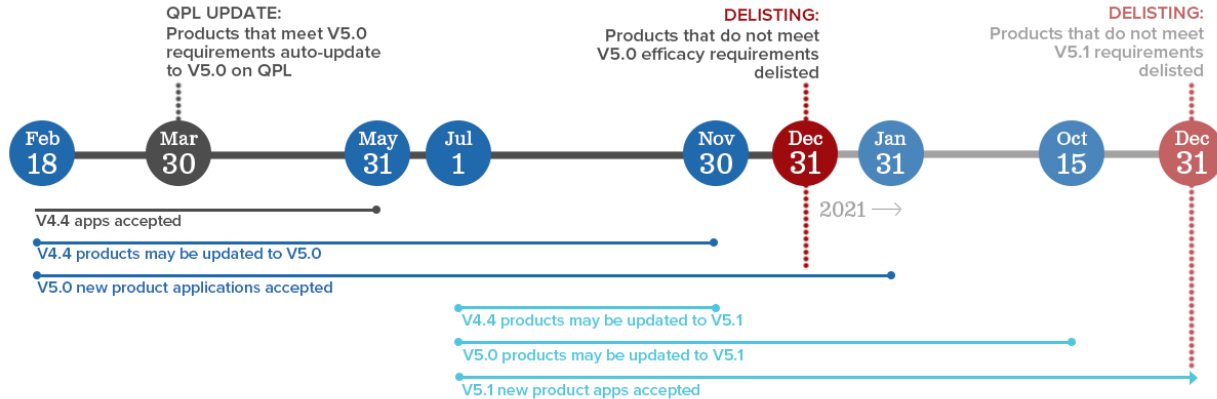 QPL UPDATE:
Products that meet V5.0
requirements auto-update
to V5.0 on QPL
DELISTING:
Products that do not meet
V5.0 efficacy requirements
delisted
DELISTING:
Products that do not meet
V5.1 requirements
delisted
Feb
18
Mar
30
May
31
Jul
1
Nov
30
Dec
31
Jan
31
Oct
15
Dec
31
2021
V4.4 apps accepted
V4.4 products may be updated to V5.0
V5.0 new product applications accepted
V4.4 products may be updated to V5.1
V5.0 products may be updated to V5.1
V5.1 new product apps accepted